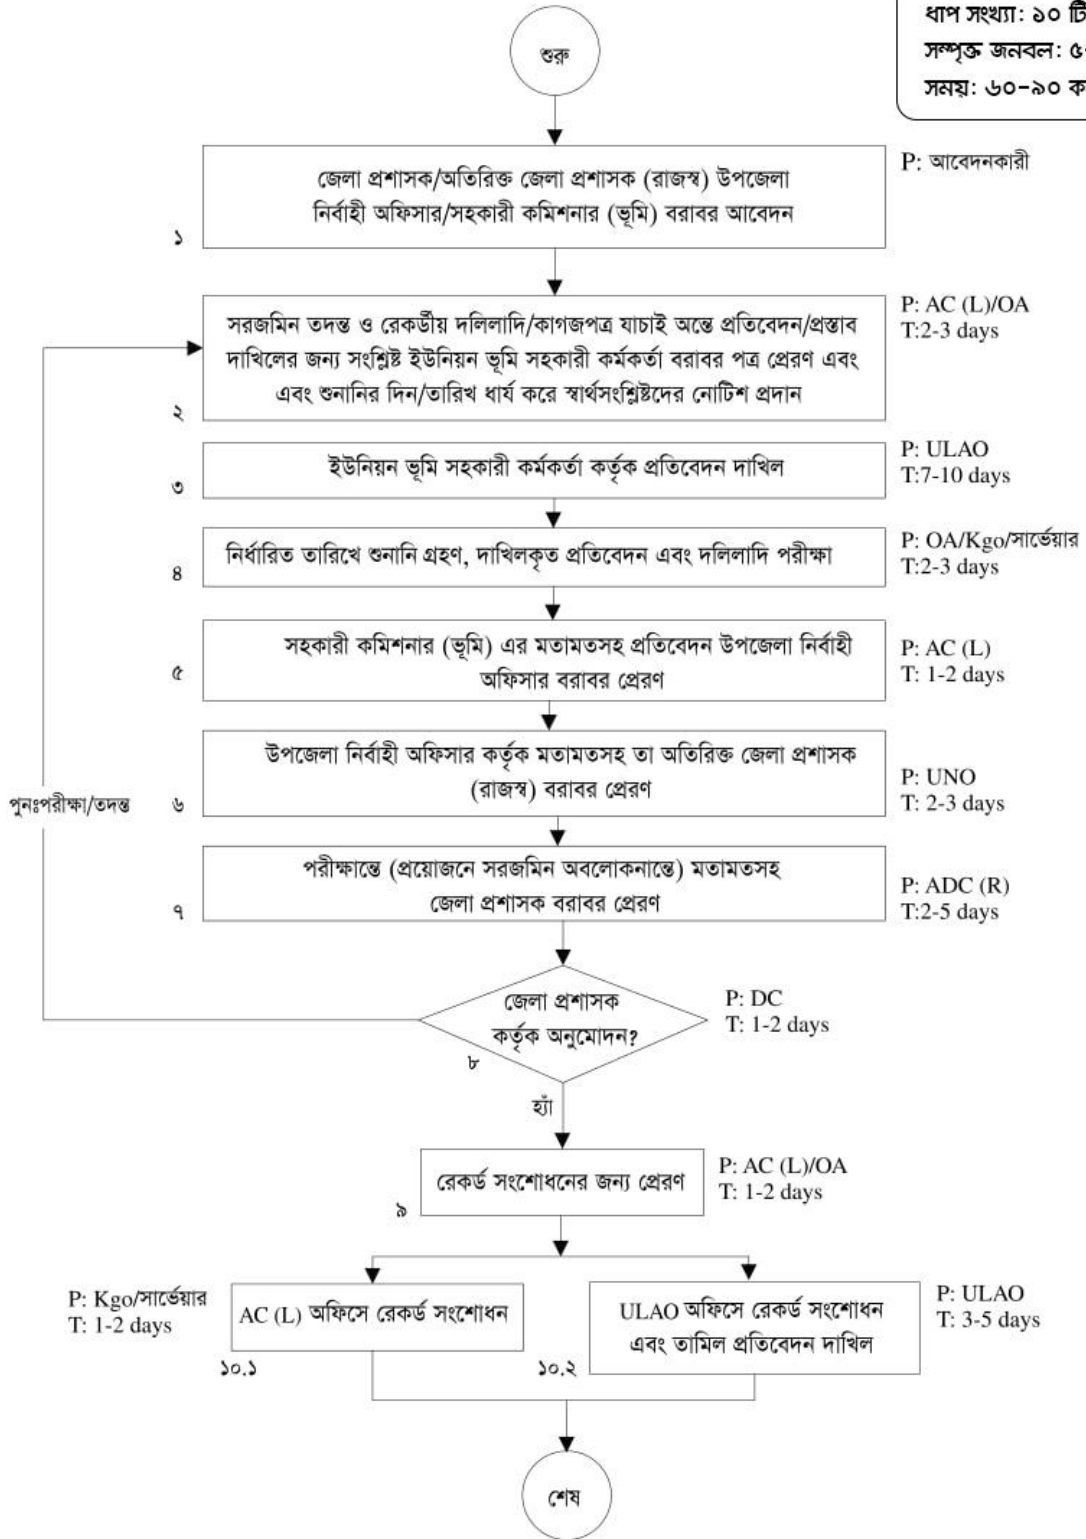 ধাপ সংখ্যা: ১০ টি
সম্পৃক্ত জনবল: ৫
সময়: ৬০-৯০
শুরু
জেলা প্রশাসক/অতিরিক্ত জেলা প্রশাসক (রাজস্ব) উপজেলা
নির্বাহী অফিসার/সহকারী কমিশনার (ভূমি) বরাবর আবেদন
১
P: আবেদনকারী
সরজমিন তদন্ত ও রেকর্ডীয় দলিলাদি/কাগজপত্র যাচাই অন্তে প্রতিবেদন/প্রস্তাব
দাখিলের জন্য সংশ্লিষ্ট ইউনিয়ন ভূমি সহকারী কর্মকর্তা বরাবর পত্র প্রেরণ এবং
এবং শুনানির দিন/তারিখ ধার্য করে স্বার্থসংশ্লিষ্টদের নোটিশ প্রদান
২
P: AC (L)/OA
T:2-3 days
ইউনিয়ন ভূমি সহকারী কর্মকর্তা কর্তৃক প্রতিবেদন দাখিল
৩
P: ULAO
T:7-10 days
নির্ধারিত তারিখে শুনানি গ্রহণ, দাখিলকৃত প্রতিবেদন এবং দলিলাদি পরীক্ষা
৪
P: OA/Kgo/সার্ভেয়ার
T:2-3 days
সহকারী কমিশনার (ভূমি) এর মতামতসহ প্রতিবেদন উপজেলা নির্বাহী
অফিসার বরাবর প্রেরণ
৫
P: AC (L)
T: 1-2 days
উপজেলা নির্বাহী অফিসার কর্তৃক মতামতসহ তা অতিরিক্ত জেলা প্রশাসক
(রাজস্ব) বরাবর প্রেরণ
৬
P: UNO
T: 2-3 days
পুনঃপরীক্ষা/তদন্ত
পরীক্ষান্তে (প্রয়োজনে সরজমিন অবলোকনান্তে) মতামতসহ
জেলা প্রশাসক বরাবর প্রেরণ
৭
P: ADC (R)
T:2-5 days
জেলা প্রশাসক
কর্তৃক অনুমোদন?
৮
P: DC
T: 1-2 days
হ্যাঁ
রেকর্ড সংশোধনের জন্য প্রেরণ
৯
P: AC (L)/OA
T: 1-2 days
P: Kgo/সার্ভেয়ার
T: 1-2 days
AC (L) অফিসে রেকর্ড সংশোধন
১০.১
ULAO অফিসে রেকর্ড সংশোধন
এবং তামিল প্রতিবেদন দাখিল
১০.২
P: ULAO
T: 3-5 days
শেষ